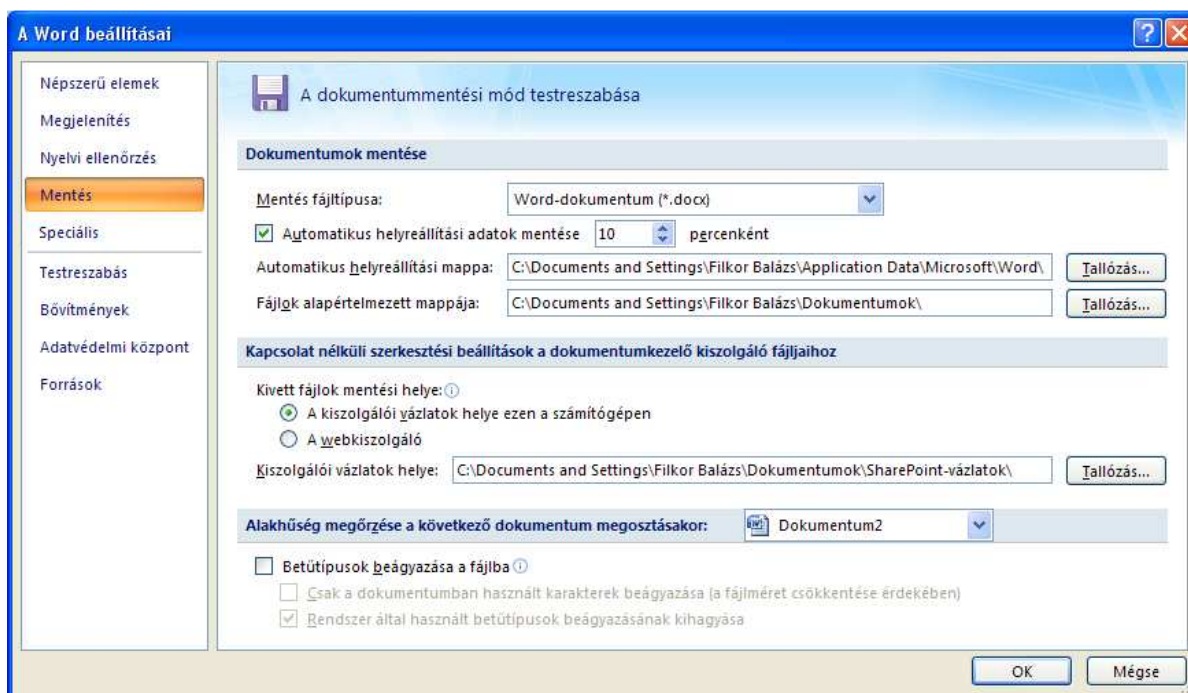 A Word beállításai
Népszerű elemek
Megjelenítés
Nyelvi ellenőrzés
Mentés
Speciális
Testreszabás
Bővítmények
Adatvédelmi központ
Források
A dokumentummentési mód testreszabása
Dokumentumok mentése
Mentés fájltípusa: Word-dokumentum (*.docx)
Automatikus helyreállítási adatok mentése 10 percenként
Automatikus helyreállítási mappa: C:\Documents and Settings\Filkor Balázs\Application Data\Microsoft\Word\ Tallózás...
Fájlok alapértelmezett mappája: C:\Documents and Settings\Filkor Balázs\Dokumentumok\ Tallózás...
Kapcsolat nélküli szerkesztési beállítások a dokumentumkezelő kiszolgáló fájljaihoz
Kivett fájlok mentési helye:
A kiszolgálói vázlatok helye ezen a számítógépen
A webkiszolgáló
Kiszolgálói vázlatok helye: C:\Documents and Settings\Filkor Balázs\Dokumentumok\SharePoint-vázlatok\ Tallózás...
Alakhűség megőrzése a következő dokumentum megosztásakor: Dokumentum2
Betűtípusok beágyazása a fájlba
Csak a dokumentumban használt karakterek beágyazása (a fájlméret csökkentése érdekében)
Rendszer által használt betűtípusok beágyazásának kihagyása
OK Mégse